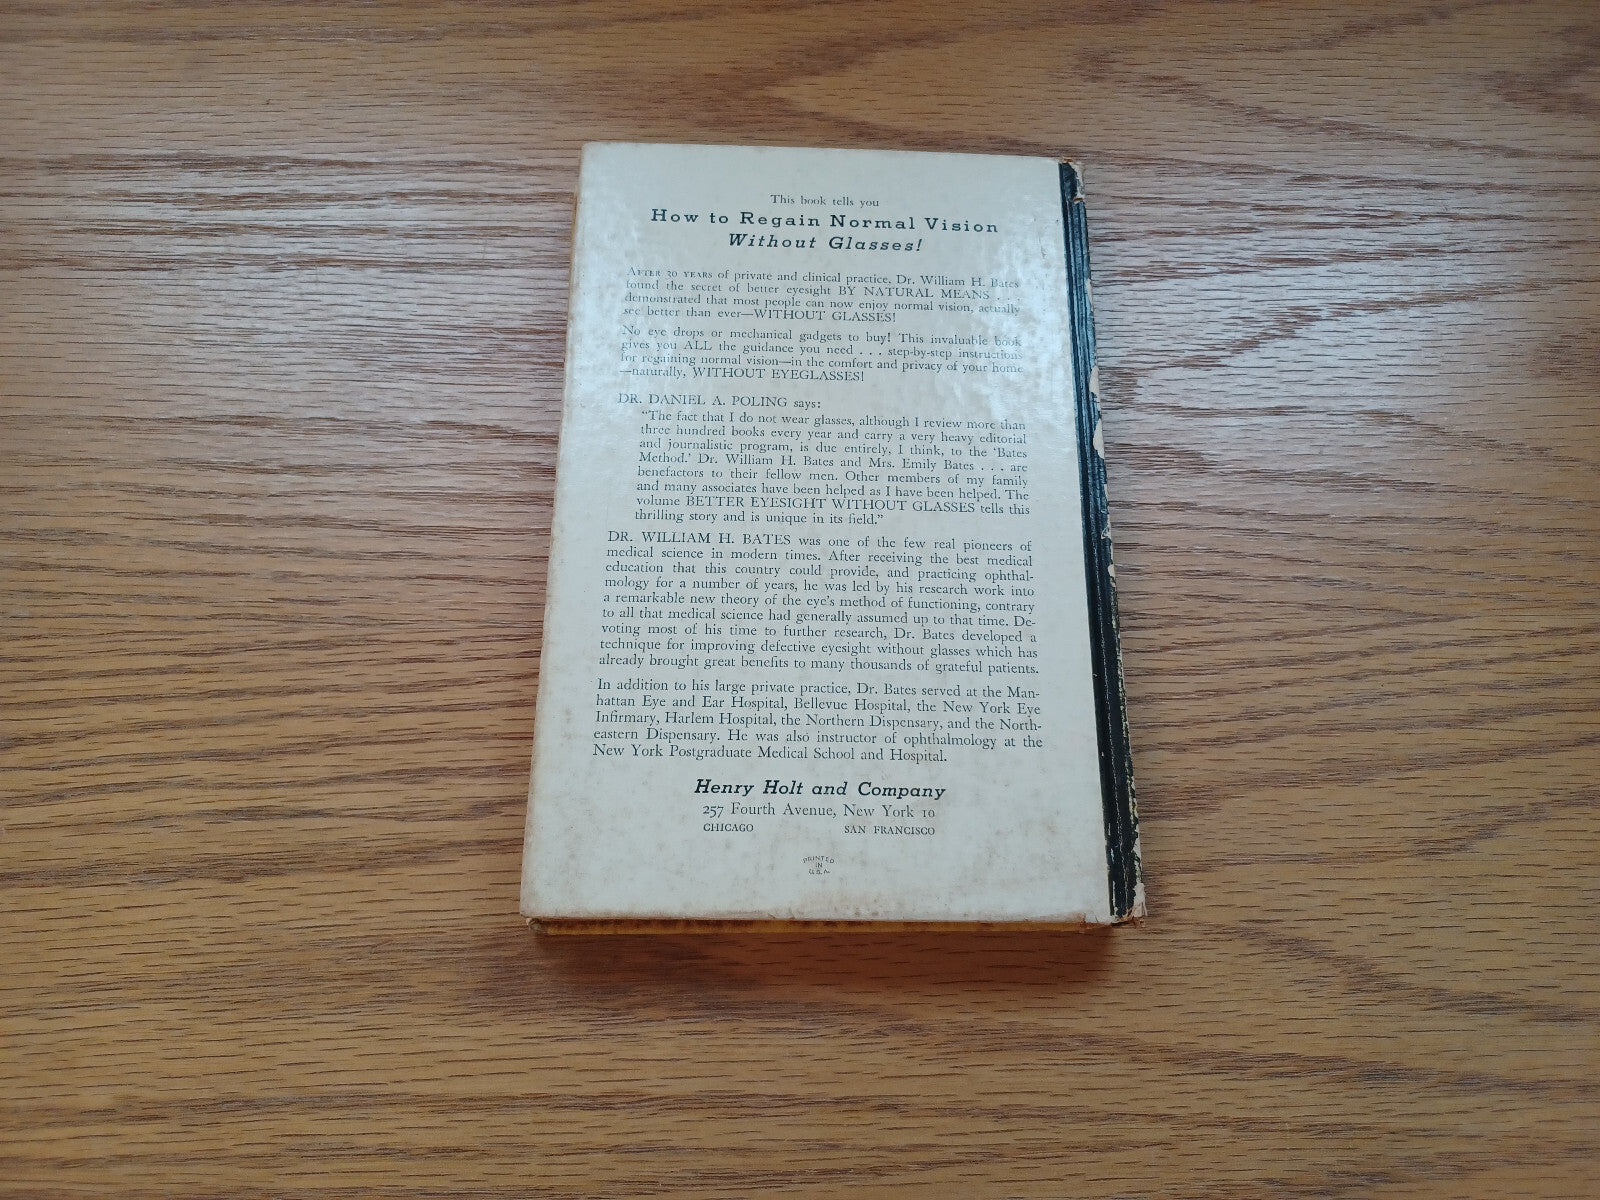 This book tells you
How to Regain Normal Vision
Without Glasses!
AFTER 30 YEARS of private and clinical practice, Dr. William H. Bates
found the secret of better eyesight BY NATURAL MEANS . . .
demonstrated that most people can now enjoy normal vision, actually
see better than ever—WITHOUT GLASSES!
No eye drops or mechanical gadgets to buy! This invaluable book
gives you ALL the guidance you need . . . step-by-step instructions
for regaining normal vision—in the comfort and privacy of your home
—naturally, WITHOUT EYEGLASSES!
DR. DANIEL A. POLING says:
"The fact that I do not wear glasses, although I review more than
three hundred books every year and carry a very heavy editorial
and journalistic program, is due entirely, I think, to the 'Bates
Method.' Dr. William H. Bates and Mrs. Emily Bates . . . are
benefactors to their fellow men. Other members of my family
and many associates have been helped as I have been helped. The
volume BETTER EYESIGHT WITHOUT GLASSES tells this
thrilling story and is unique in its field."
DR. WILLIAM H. BATES was one of the few real pioneers of
medical science in modern times. After receiving the best medical
education that this country could provide, and practicing ophthal-
mology for a number of years, he was led by his research work into
a remarkable new theory of the eye's method of functioning, contrary
to all that medical science had generally assumed up to that time. De-
voting most of his time to further research, Dr. Bates developed a
technique for improving defective eyesight without glasses which has
already brought great benefits to many thousands of grateful patients.
In addition to his large private practice, Dr. Bates served at the Man-
hattan Eye and Ear Hospital, Bellevue Hospital, the New York Eye
Infirmary, Harlem Hospital, the Northern Dispensary, and the North-
eastern Dispensary. He was also instructor of ophthalmology at the
New York Postgraduate Medical School and Hospital.
Henry Holt and Company
257 Fourth Avenue, New York 10
CHICAGO SAN FRANCISCO
PRINTED
IN
U.S.A.